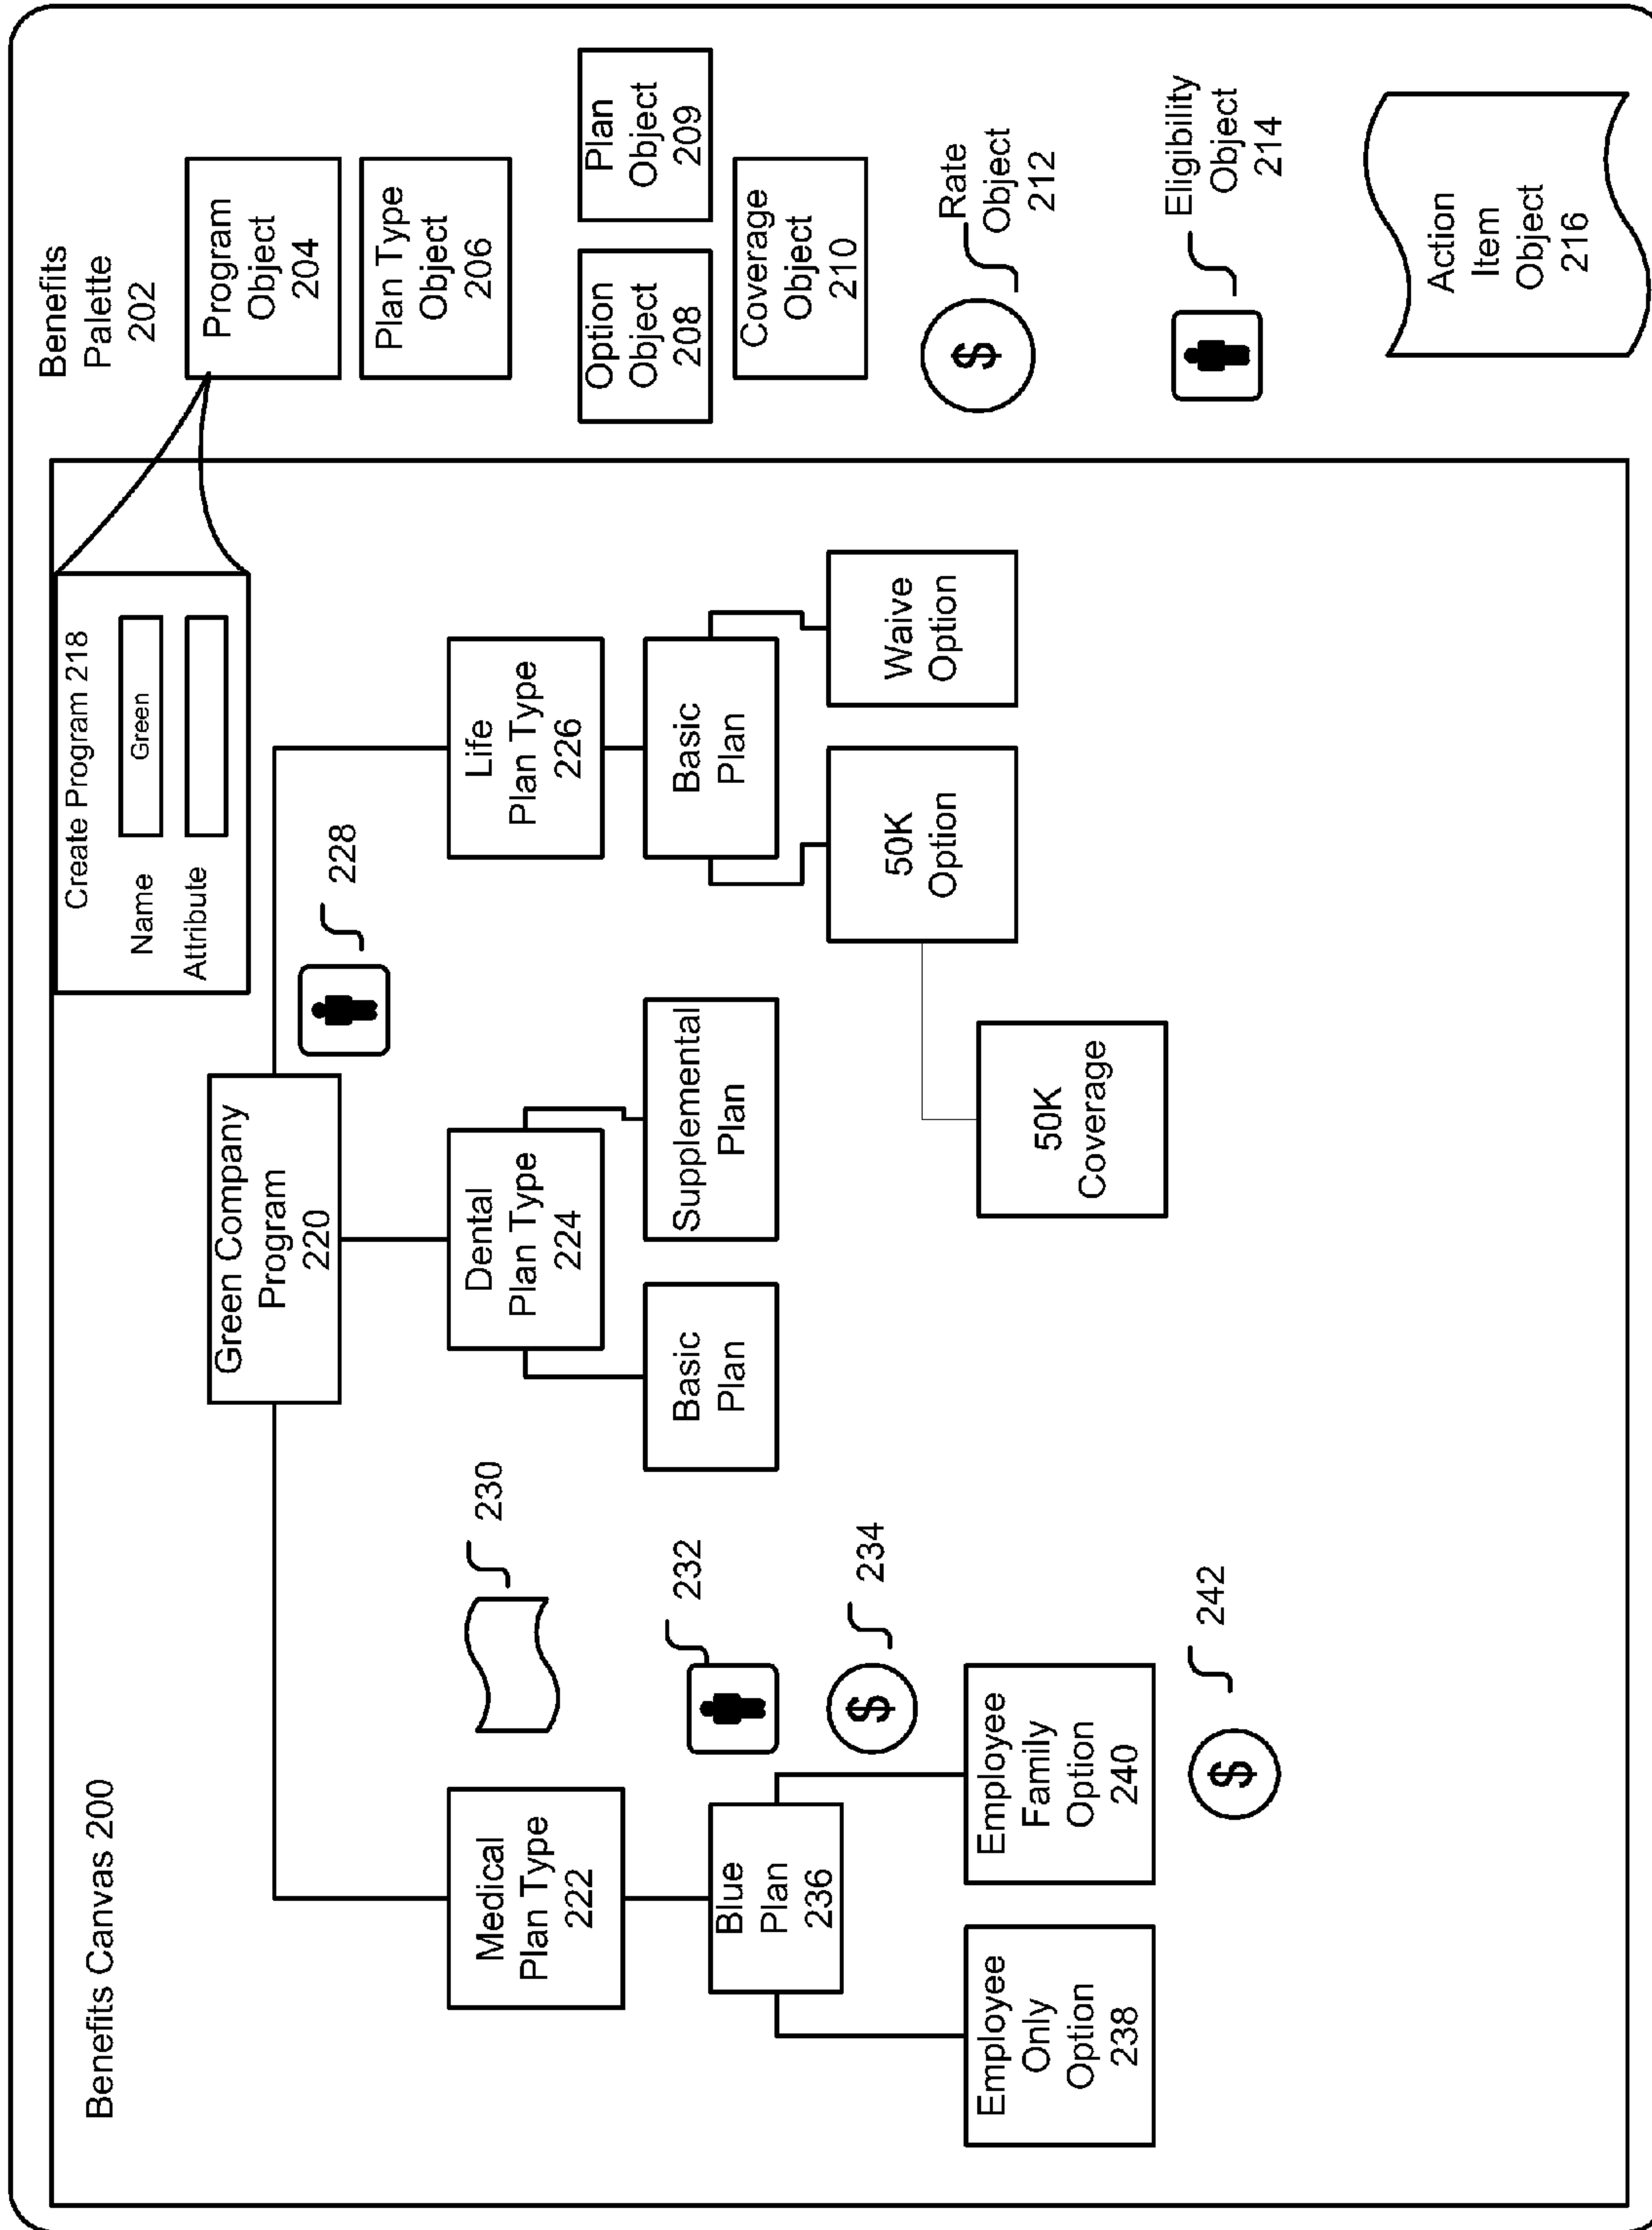 Benefits Canvas 200
Create Program 218
Name
Green
Attribute
Green Company
Program
220
228
Medical
Plan Type
222
230
Dental
Plan Type
224
Life
Plan Type
226
Blue
Plan
236
232
234
Basic
Plan
Supplemental
Plan
Basic
Plan
Employee
Only
Option
238
Employee
Family
Option
240
242
$
$
50K
Option
Waive
Option
50K
Coverage
Benefits
Palette
202
Program
Object
204
Plan Type
Object
206
Option
Object
208
Plan
Object
209
Coverage
Object
210
$
Rate
Object
212
Eligibility
Object
214
Action
Item
Object
216